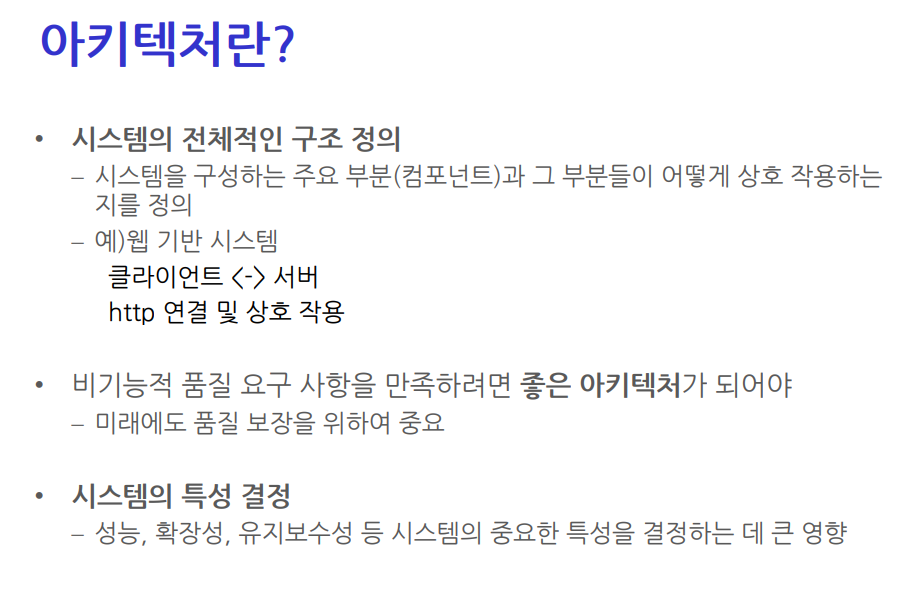 아키텍처란?
• 시스템의 전체적인 구조 정의
– 시스템을 구성하는 주요 부분(컴포넌트)과 그 부분들이 어떻게 상호 작용하는
지를 정의
– 예)웹 기반 시스템
클라이언트 <-> 서버
http 연결 및 상호 작용
• 비기능적 품질 요구 사항을 만족하려면 좋은 아키텍처가 되어야
– 미래에도 품질 보장을 위하여 중요
• 시스템의 특성 결정
– 성능, 확장성, 유지보수성 등 시스템의 중요한 특성을 결정하는 데 큰 영향